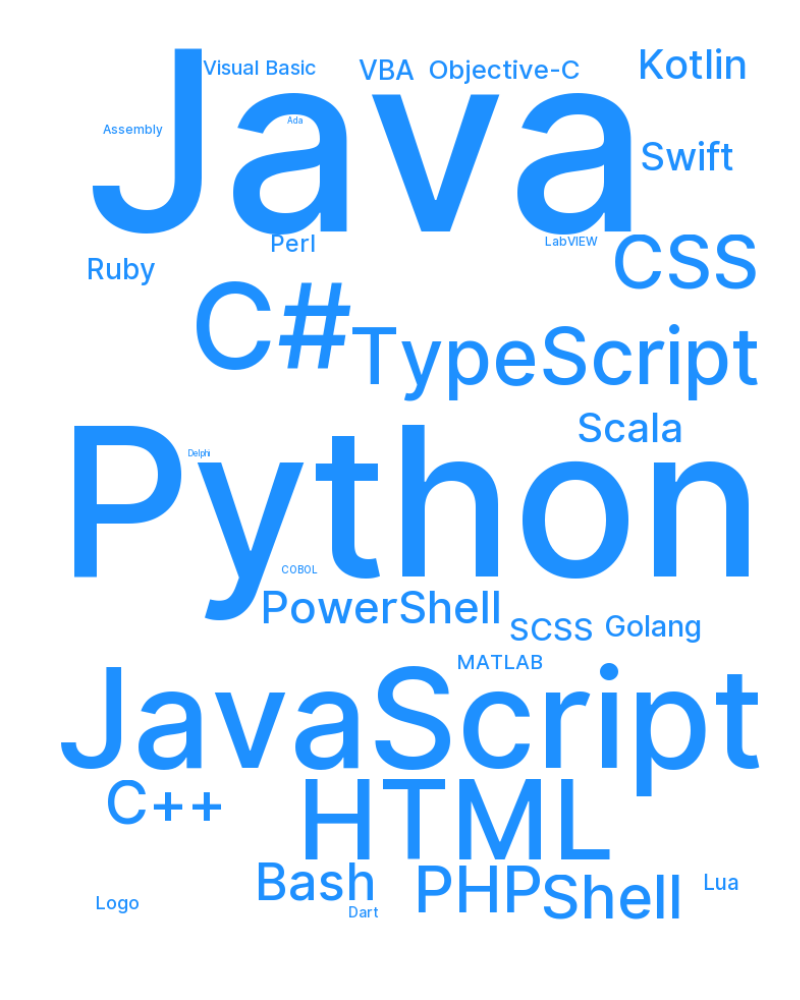 Visual Basic
VBA
Objective-C
Kotlin
Java
Ada
Assembly
Swift
Perl
LabVIEW
CSS
Ruby
C#
TypeScript
Scala
Python
Delphi
COBOL
PowerShell
SCSS
Golang
MATLAB
JavaScript
C++
HTML
Bash
PHP
Shell
Lua
Logo
Dart